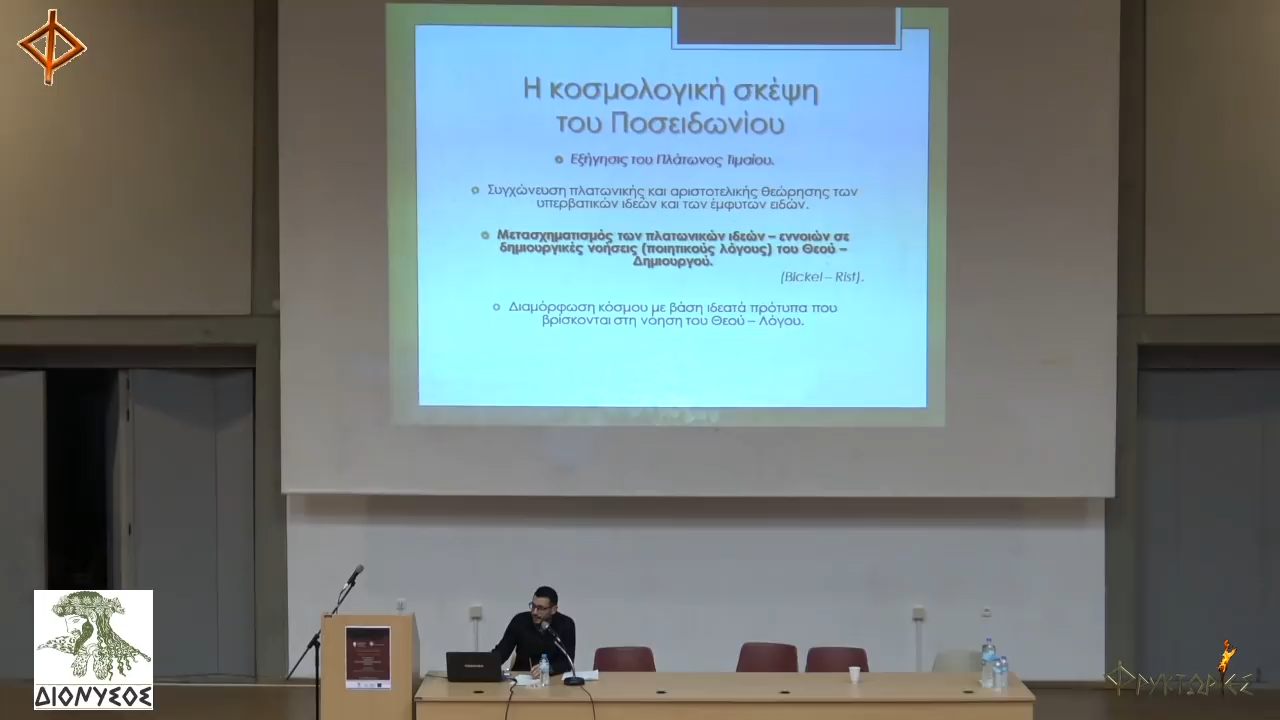 Η κοσμολογική σκέψη
του Ποσειδωνίου
Εξήγησις του Πλάτωνος Τιμαίου.
Συγχώνευση πλατωνικής και αριστοτελικής θεώρησης των
υπερβατικών ιδεών και των έμφυτων ειδών.
Μετασχηματισμός των πλατωνικών ιδεών – εννοιών σε
δημιουργικές νοήσεις (ποιητικούς λόγους) του Θεού –
Δημιουργού.
(Bickel – Rist).
Διαμόρφωση κόσμου με βάση ιδεατά πρότυπα που
βρίσκονται στη νόηση του Θεού – Λόγου.
ΔΙΟΝΥΣΟΣ
ΦΡΥΚΤΩΡΙΕΣ